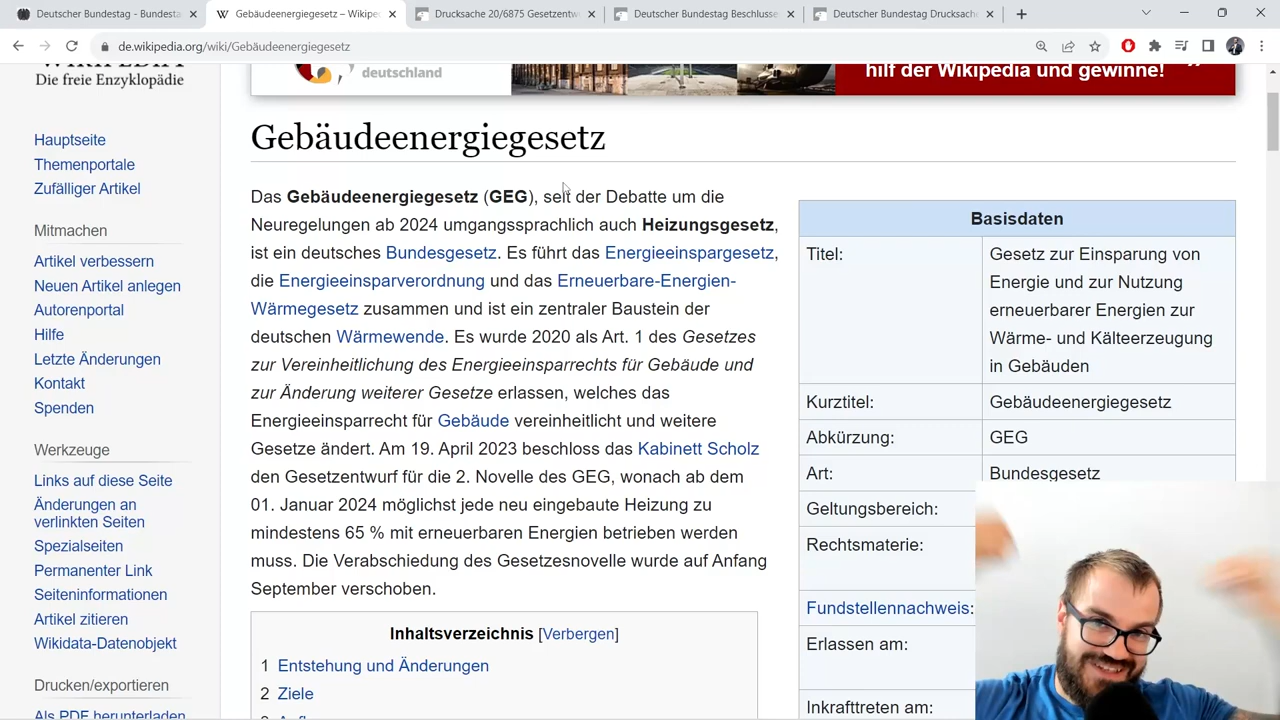 Deutscher Bundestag - Bundesta
Gebäudeenergiegesetz – Wikipe
Drucksache 20/6875 Gesetzentw
Deutscher Bundestag Beschlusse
Deutscher Bundestag Drucksache
de.wikipedia.org/wiki/Gebäudeenergiegesetz
WIKIPEDIA
Die freie Enzyklopädie
Hauptseite
Themenportale
Zufälliger Artikel
Mitmachen
Artikel verbessern
Neuen Artikel anlegen
Autorenportal
Hilfe
Letzte Änderungen
Kontakt
Spenden
Werkzeuge
Links auf diese Seite
Änderungen an
verlinkten Seiten
Spezialseiten
Permanenter Link
Seiteninformationen
Artikel zitieren
Wikidata-Datenobjekt
Drucken/exportieren
Als PDF herunterladen
deutschland
hilf der Wikipedia und gewinne!
Gebäudeenergiegesetz
Das Gebäudeenergiegesetz (GEG), seit der Debatte um die
Neuregelungen ab 2024 umgangssprachlich auch Heizungsgesetz,
ist ein deutsches Bundesgesetz. Es führt das Energieeinspargesetz,
die Energieeinsparverordnung und das Erneuerbare-Energien-
Wärmegesetz zusammen und ist ein zentraler Baustein der
deutschen Wärmewende. Es wurde 2020 als Art. 1 des Gesetzes
zur Vereinheitlichung des Energieeinsparrechts für Gebäude und
zur Änderung weiterer Gesetze erlassen, welches das
Energieeinsparrecht für Gebäude vereinheitlicht und weitere
Gesetze ändert. Am 19. April 2023 beschloss das Kabinett Scholz
den Gesetzentwurf für die 2. Novelle des GEG, wonach ab dem
01. Januar 2024 möglichst jede neu eingebaute Heizung zu
mindestens 65 % mit erneuerbaren Energien betrieben werden
muss. Die Verabschiedung des Gesetzesnovelle wurde auf Anfang
September verschoben.
Inhaltsverzeichnis [Verbergen]
1 Entstehung und Änderungen
2 Ziele
Basisdaten
Titel: Gesetz zur Einsparung von
Energie und zur Nutzung
erneuerbarer Energien zur
Wärme- und Kälteerzeugung
in Gebäuden
Kurztitel: Gebäudeenergiegesetz
Abkürzung: GEG
Art: Bundesgesetz
Geltungsbereich:
Rechtsmaterie:
Fundstellennachweis:
Erlassen am:
Inkrafttreten am: